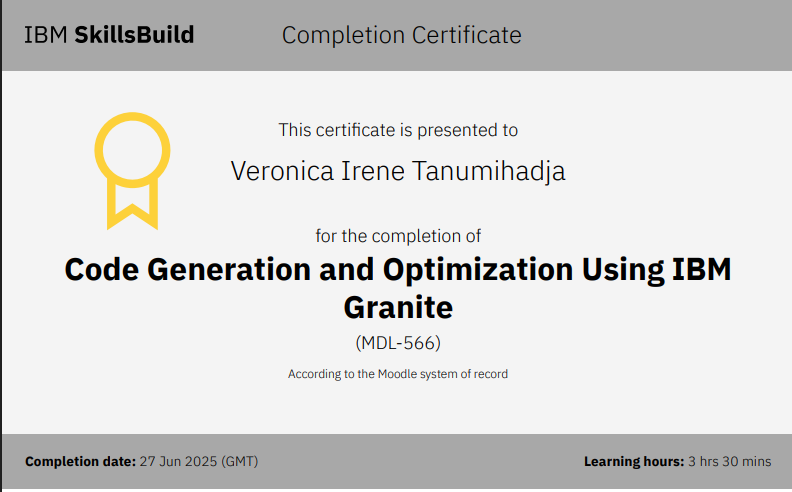 IBM SkillsBuild
Completion Certificate
This certificate is presented to
Veronica Irene Tanumihadja
for the completion of
Code Generation and Optimization Using IBM
Granite
(MDL-566)
According to the Moodle system of record
Completion date: 27 Jun 2025 (GMT)
Learning hours: 3 hrs 30 mins